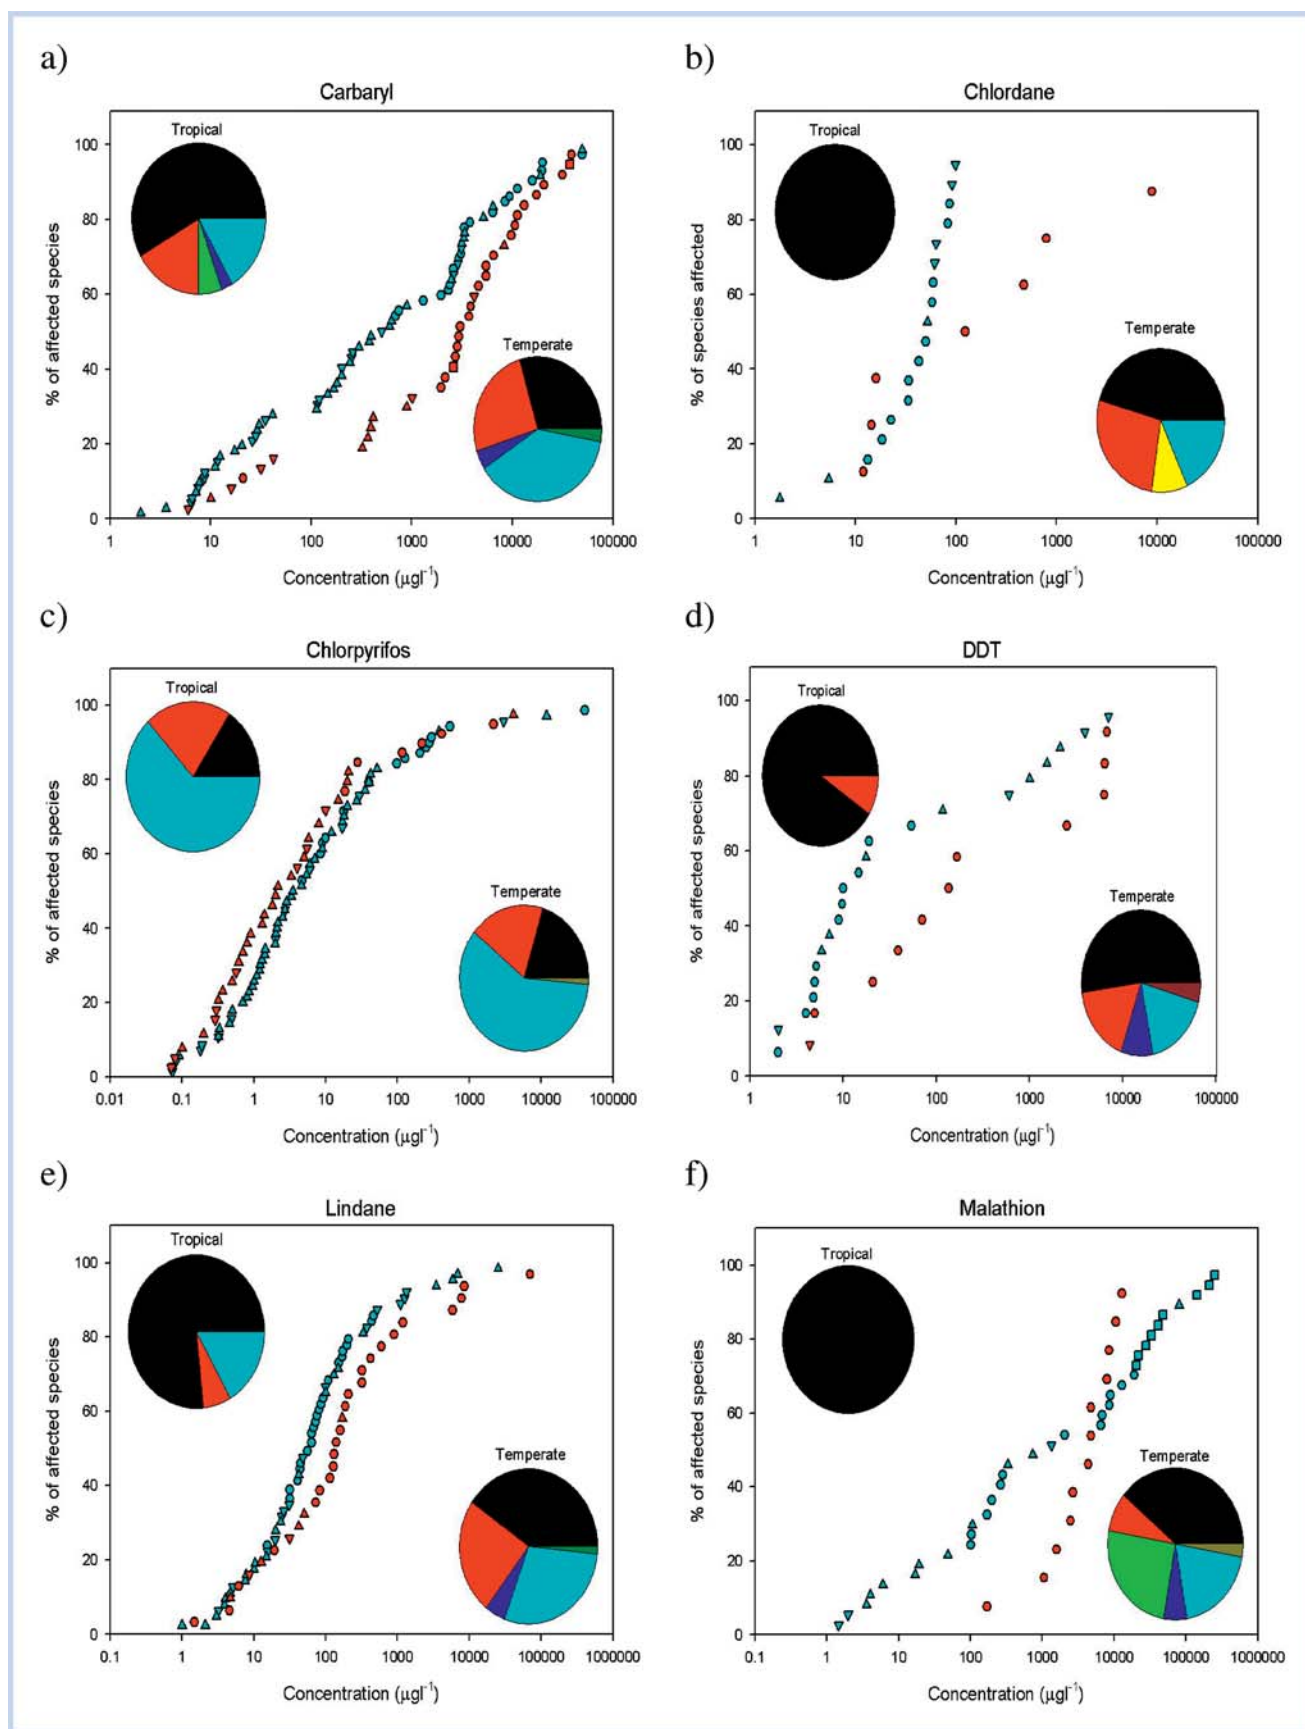 a)
Carbaryl
Tropical
Temperate
% of affected species
100
80
60
40
20
0
1 10 100 1000 10000 100000
Concentration (µgl⁻¹)
b)
Chlordane
Tropical
Temperate
% of species affected
100
80
60
40
20
0
1 10 100 1000 10000 100000
Concentration (µgl⁻¹)
c)
Chlorpyrifos
Tropical
Temperate
% of affected species
100
80
60
40
20
0
0.01 0.1 1 10 100 1000 10000 100000
Concentration (µgl⁻¹)
d)
DDT
Tropical
Temperate
% of affected species
100
80
60
40
20
0
1 10 100 1000 10000 100000
Concentration (µgl⁻¹)
e)
Lindane
Tropical
Temperate
% of affected species
100
80
60
40
20
0
0.1 1 10 100 1000 10000 100000 1000000
Concentration (µgl⁻¹)
f)
Malathion
Tropical
Temperate
% of affected species
100
80
60
40
20
0
0.1 1 10 100 1000 10000 100000 1000000
Concentration (µgl⁻¹)